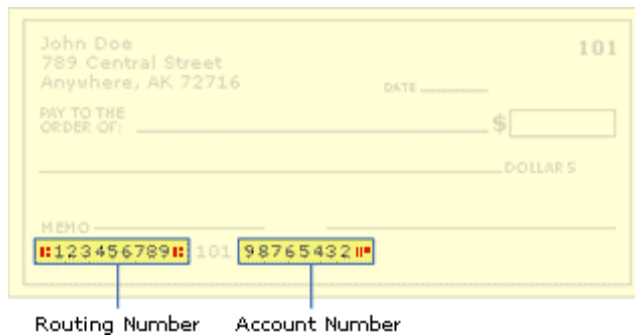 John Doe
101
789 Central Street
Anywhere, AK 72716
DATE
PAY TO THE
ORDER OF:
$
DOLLARS
MEMO
⑆123456789⑆ 101 98765432⑈
Routing Number Account Number